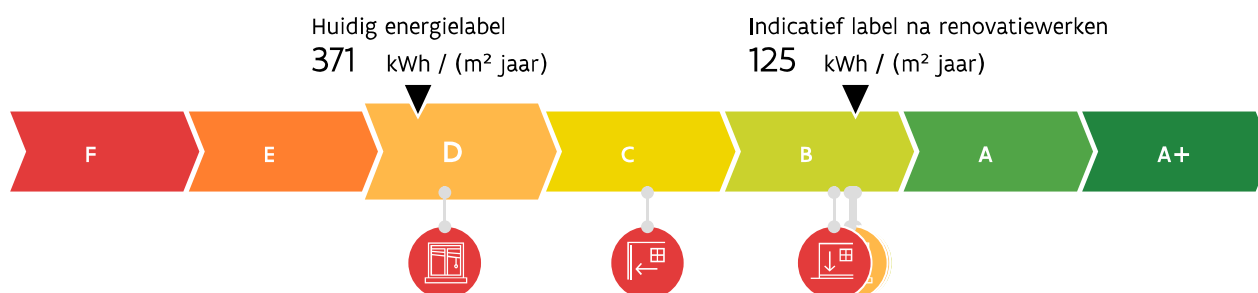 Huidig energielabel
371 kWh / (m² jaar)
Indicatief label na renovatiewerken
125 kWh / (m² jaar)
F
E
D
C
B
A
A+